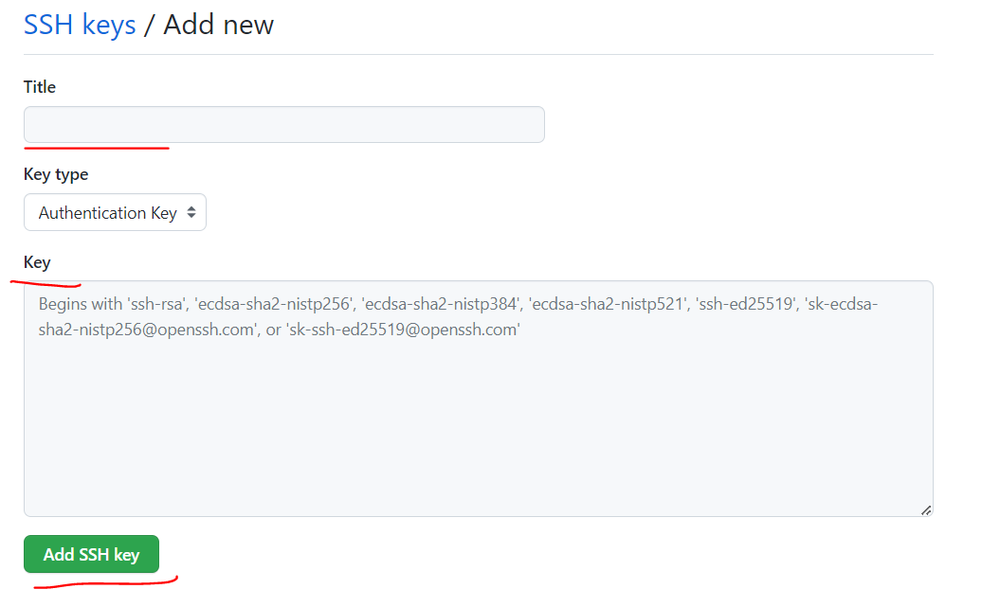 SSH keys / Add new
Title
Key type
Authentication Key
Key
Begins with 'ssh-rsa', 'ecdsa-sha2-nistp256', 'ecdsa-sha2-nistp384', 'ecdsa-sha2-nistp521', 'ssh-ed25519', 'sk-ecdsa-
sha2-nistp256@openssh.com', or 'sk-ssh-ed25519@openssh.com'
Add SSH key